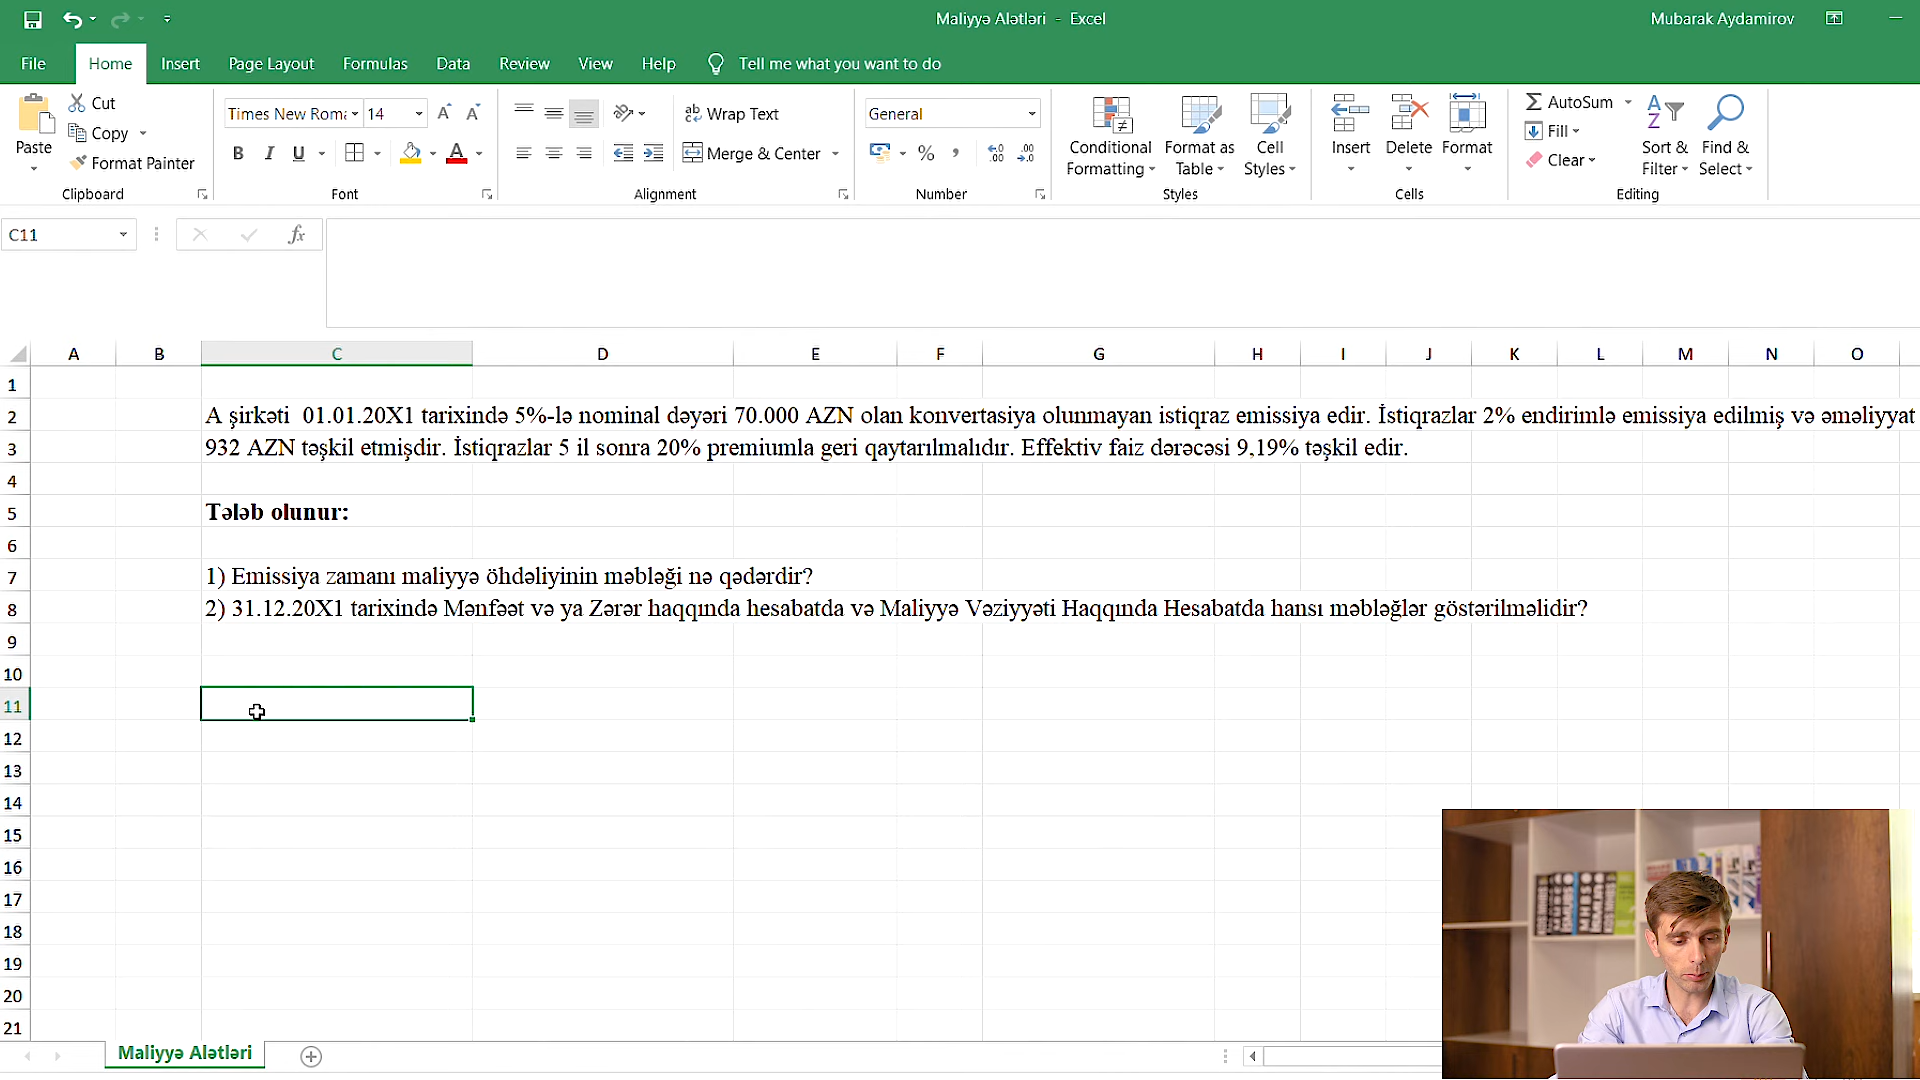 Maliyyə Alətləri - Excel
Mubarak Aydamirov
File Home Insert Page Layout Formulas Data Review View Help Tell me what you want to do
Paste
Cut
Copy
Format Painter
Clipboard
Times New Roma 14
B I U
Font
Wrap Text
Merge & Center
Alignment
General
Number
Conditional Formatting
Format as Table
Cell Styles
Styles
Insert Delete Format
Cells
AutoSum
Fill
Clear
Sort & Filter
Find & Select
Editing
C11
fx
A B C D E F G H I J K L M N O
1
2 A şirkəti 01.01.20X1 tarixində 5%-lə nominal dəyəri 70.000 AZN olan konvertasiya olunmayan istiqraz emissiya edir. İstiqrazlar 2% endirimlə emissiya edilmiş və əməliyyat
3 932 AZN təşkil etmişdir. İstiqrazlar 5 il sonra 20% premiumla geri qaytarılmalıdır. Effektiv faiz dərəcəsi 9,19% təşkil edir.
4
5 Tələb olunur:
6
7 1) Emissiya zamanı maliyyə öhdəliyinin məbləği nə qədərdir?
8 2) 31.12.20X1 tarixində Mənfəət və ya Zərər haqqında hesabatda və Maliyyə Vəziyyəti Haqqında Hesabatda hansı məbləğlər göstərilməlidir?
9
10
11
12
13
14
15
16
17
18
19
20
21
Maliyyə Alətləri